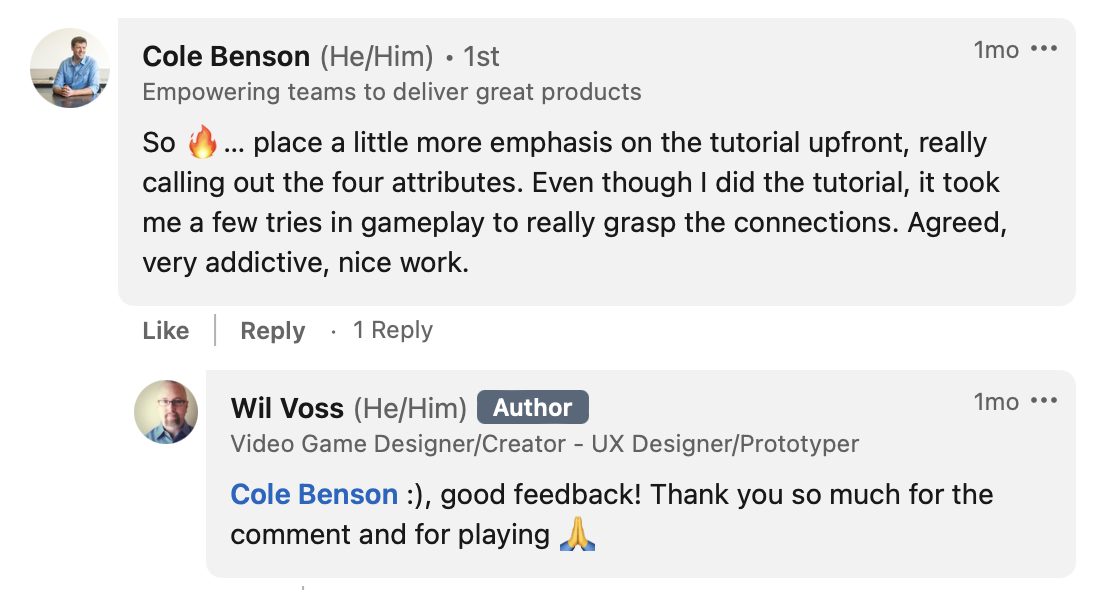 Cole Benson (He/Him) • 1st 1mo •••
Empowering teams to deliver great products
So 🔥... place a little more emphasis on the tutorial upfront, really
calling out the four attributes. Even though I did the tutorial, it took
me a few tries in gameplay to really grasp the connections. Agreed,
very addictive, nice work.
Like | Reply · 1 Reply
Wil Voss (He/Him) Author 1mo •••
Video Game Designer/Creator - UX Designer/Prototyper
Cole Benson :), good feedback! Thank you so much for the
comment and for playing 🙏